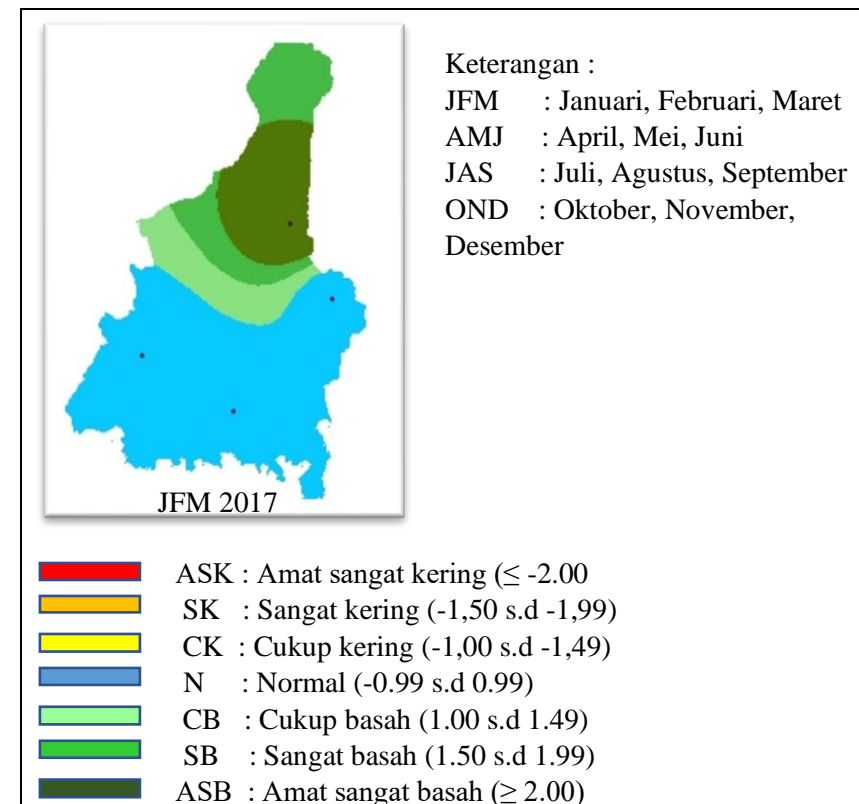 Keterangan :
JFM : Januari, Februari, Maret
AMJ : April, Mei, Juni
JAS : Juli, Agustus, September
OND : Oktober, November,
Desember
JFM 2017
ASK : Amat sangat kering (≤ -2.00
SK : Sangat kering (-1,50 s.d -1,99)
CK : Cukup kering (-1,00 s.d -1,49)
N : Normal (-0.99 s.d 0.99)
CB : Cukup basah (1.00 s.d 1.49)
SB : Sangat basah (1.50 s.d 1.99)
ASB : Amat sangat basah (≥ 2.00)